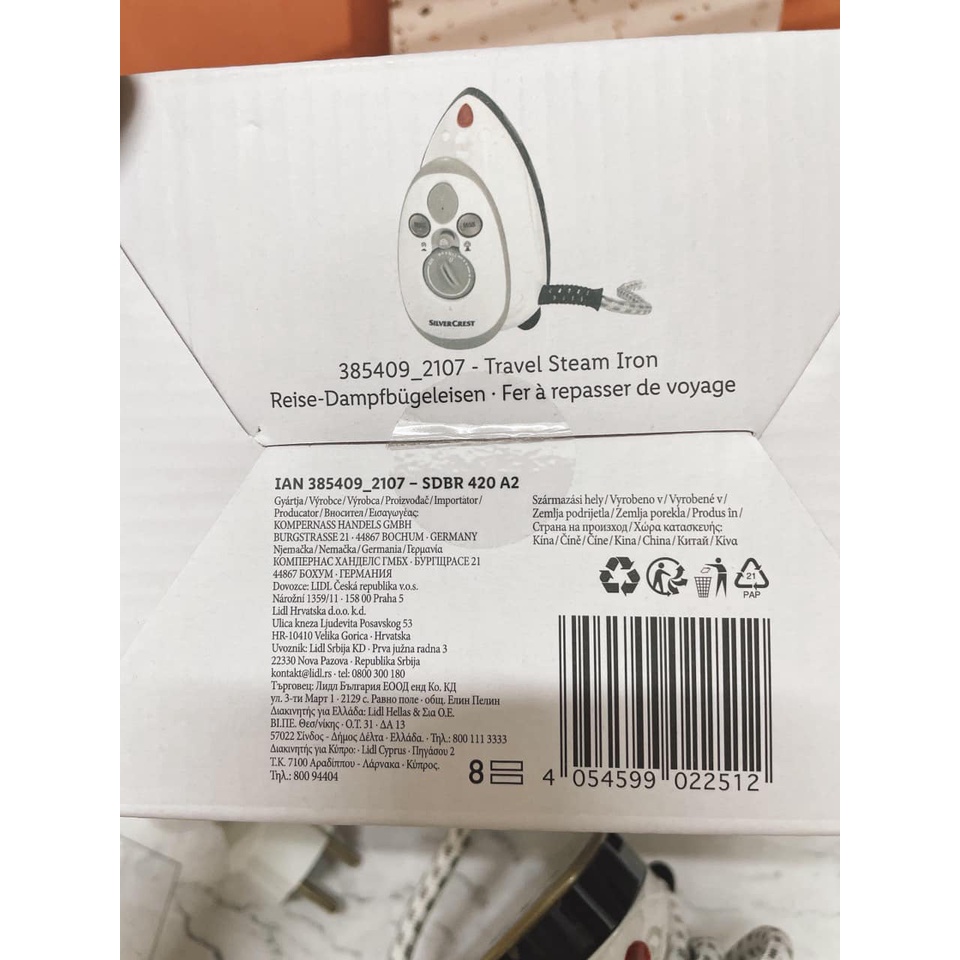 SILVERCREST
385409_2107 - Travel Steam Iron
Reise-Dampfbügeleisen · Fer à repasser de voyage
IAN 385409_2107 – SDBR 420 A2
Gyártja/Výrobce/Výrobca/Proizvođač/Importator/
Producator/Вносител/Εισαγωγέας:
KOMPERNASS HANDELS GMBH
BURGSTRASSE 21 · 44867 BOCHUM · GERMANY
Njemačka/Nemačka/Germania/Γερμανία
КОМПЕРНАС ХАНДЕЛС ГМБХ · БУРГЩРАСЕ 21
44867 БОХУМ · ГЕРМАНИЯ
Dovozce: LIDL Česká republika v.o.s.
Nárožní 1359/11 · 158 00 Praha 5
Lidl Hrvatska d.o.o. k.d.
Ulica kneza Ljudevita Posavskog 53
HR-10410 Velika Gorica · Hrvatska
Uvoznik: Lidl Srbija KD · Prva južna radna 3
22330 Nova Pazova · Republika Srbija
kontakt@lidl.rs · tel: 0800 300 180
Търговец: Лидл България ЕООД енд Ко. КД
ул. 3-ти Март 1 · 2129 с. Равно поле · общ. Елин Пелин
Διακινητής για Ελλάδα: Lidl Hellas & Σια Ο.Ε.
ΒΙ.ΠΕ. Θεσ/νίκης · Ο.Τ. 31 · ΔΑ 13
57022 Σίνδος · Δήμος Δέλτα · Ελλάδα. · Τηλ.: 800 111 3333
Διακινητής για Κύπρο: · Lidl Cyprus · Πηγάσου 2
Τ.Κ. 7100 Αραδίππου · Λάρνακα · Κύπρος.
Τηλ.: 800 94404
Származási hely/Vyrobeno v/Vyrobené v/
Zemlja podrijetla/Zemlja porekla/Produs în/
Страна на произход/Χώρα κατασκευής:
Kína/Číně/Číne/Kina/China/Китай/Κίνα
21
PAP
8
4 054599 022512